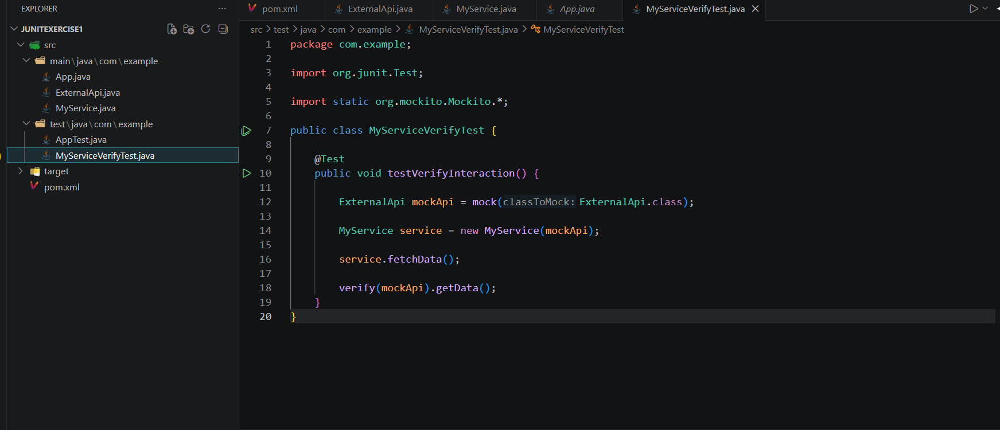 EXPLORER
JUNITEXERCISE1
src
main\java\com\example
App.java
ExternalApi.java
MyService.java
test\java\com\example
AppTest.java
MyServiceVerifyTest.java
target
pom.xml
pom.xml
ExternalApi.java
MyService.java
App.java
MyServiceVerifyTest.java
src > test > java > com > example > MyServiceVerifyTest.java > MyServiceVerifyTest
1 package com.example;
2
3 import org.junit.Test;
4
5 import static org.mockito.Mockito.*;
6
7 public class MyServiceVerifyTest {
8
9 @Test
10 public void testVerifyInteraction() {
11
12 ExternalApi mockApi = mock(classToMock: ExternalApi.class);
13
14 MyService service = new MyService(mockApi);
15
16 service.fetchData();
17
18 verify(mockApi).getData();
19 }
20 }